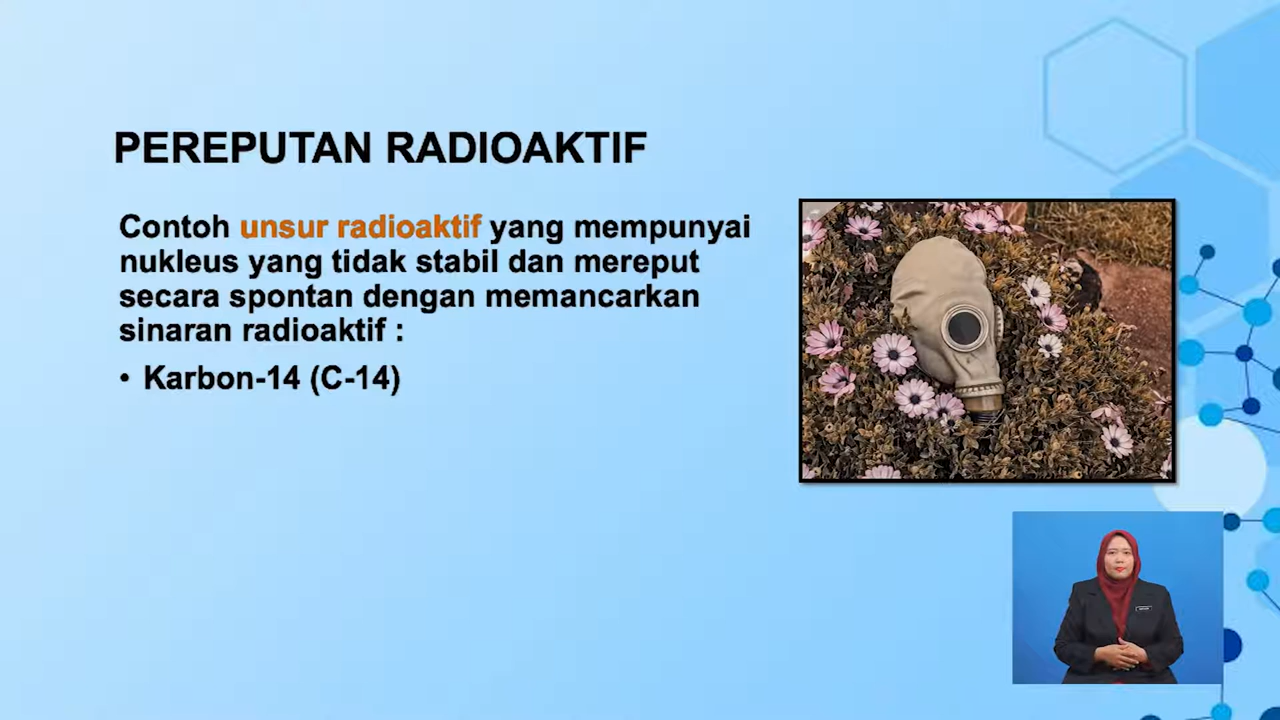 PEREPUTAN RADIOAKTIF
Contoh unsur radioaktif yang mempunyai
nukleus yang tidak stabil dan mereput
secara spontan dengan memancarkan
sinaran radioaktif :
• Karbon-14 (C-14)